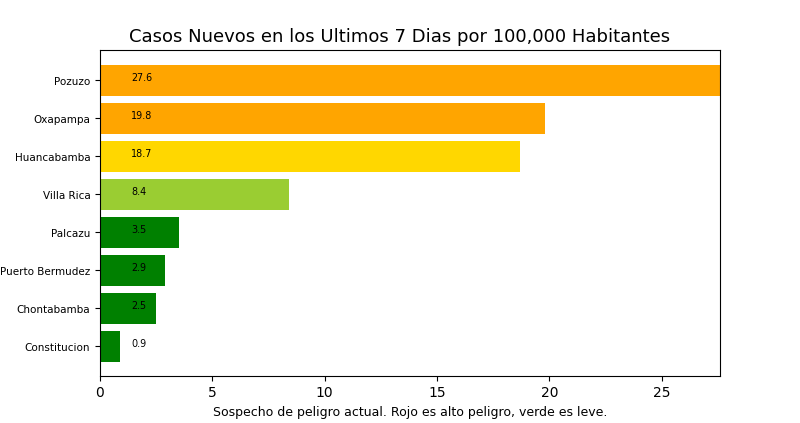 Casos Nuevos en los Ultimos 7 Dias por 100,000 Habitantes
Pozuzo 27.6
Oxapampa 19.8
Huancabamba 18.7
Villa Rica 8.4
Palcazu 3.5
Puerto Bermudez 2.9
Chontabamba 2.5
Constitucion 0.9
0 5 10 15 20 25
Sospecho de peligro actual. Rojo es alto peligro, verde es leve.